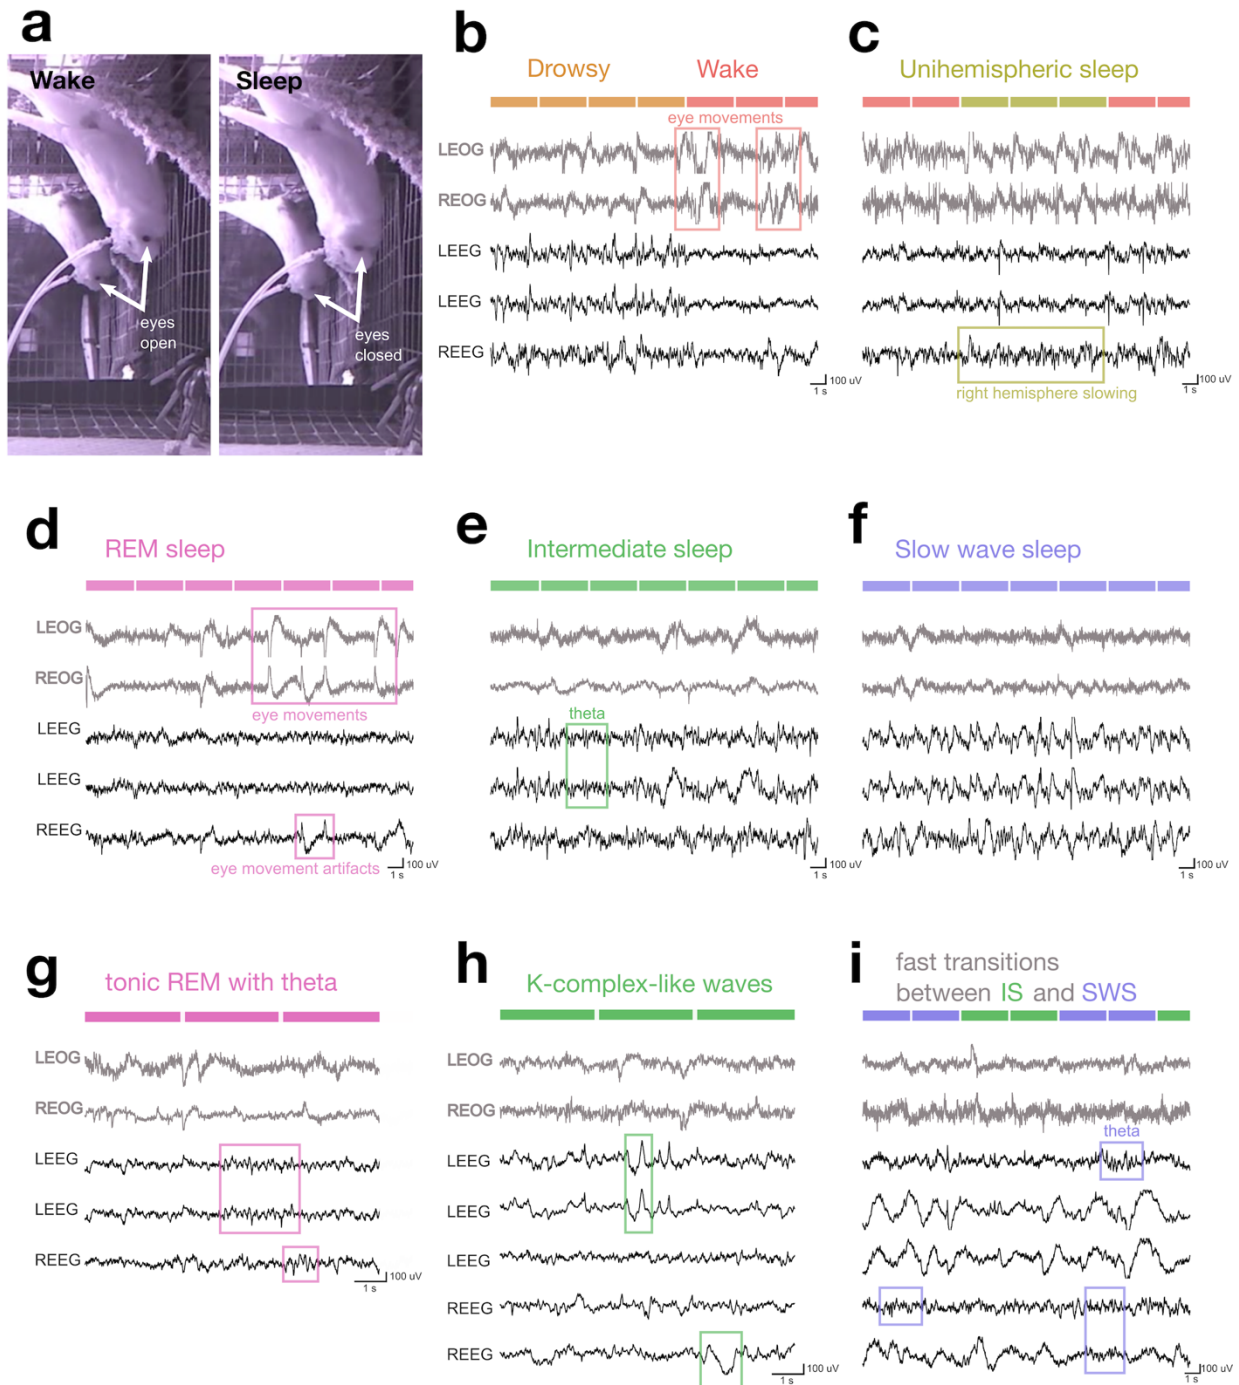 a
Wake
Sleep
eyes
open
eyes
closed
b
Drowsy
Wake
eye movements
LEOG
REOG
LEEG
LEEG
REEG
100 uV
1 s
c
Unihemispheric sleep
right hemisphere slowing
100 uV
1 s
d
REM sleep
LEOG
REOG
eye movements
LEEG
LEEG
REEG
eye movement artifacts
100 uV
1 s
e
Intermediate sleep
theta
100 uV
1 s
f
Slow wave sleep
100 uV
1 s
g
tonic REM with theta
LEOG
REOG
LEEG
LEEG
REEG
100 uV
1 s
h
K-complex-like waves
LEOG
REOG
LEEG
LEEG
LEEG
REEG
REEG
100 uV
1 s
i
fast transitions
between IS and SWS
theta
100 uV
1 s